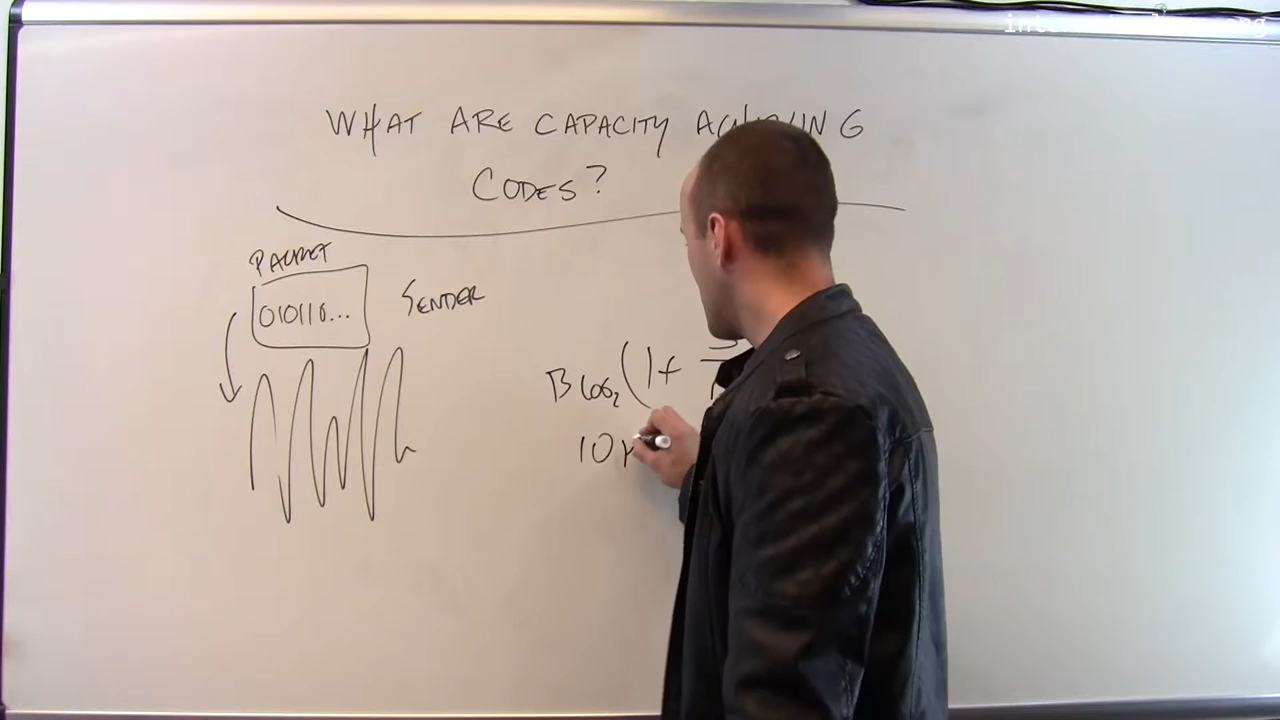 WHAT ARE CAPACITY
CODES?
PACKET
010110...
SENDER
B LOG₂(1+
10